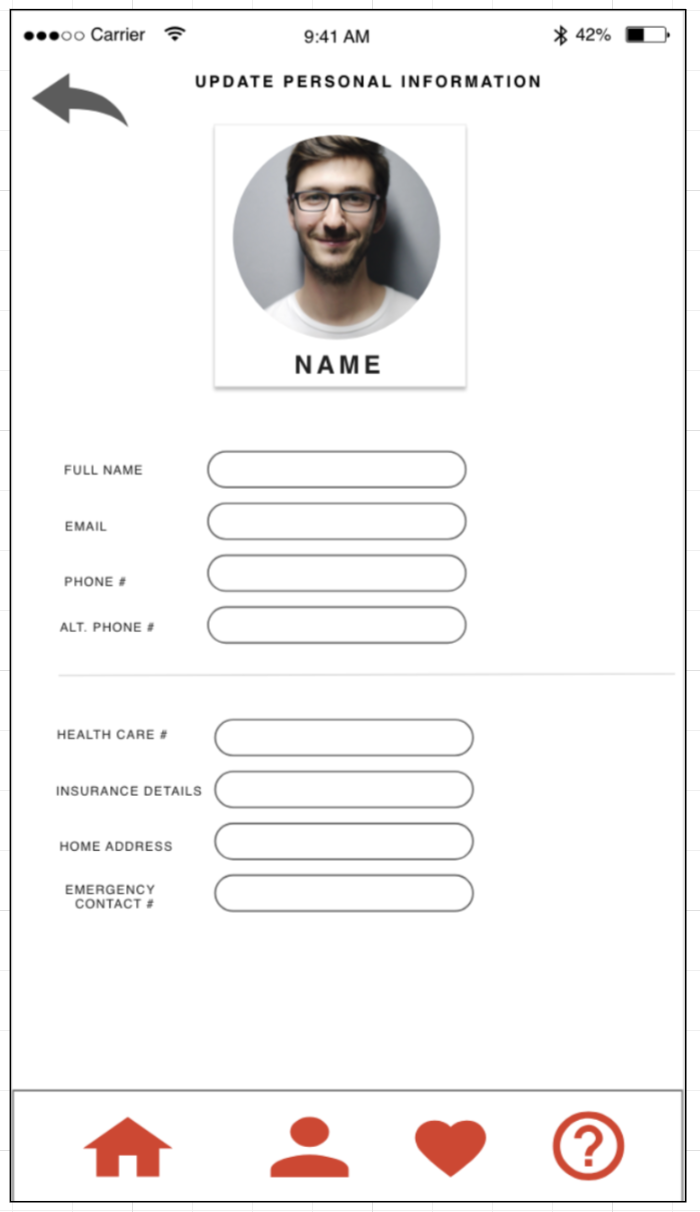 Carrier 9:41 AM 42%
UPDATE PERSONAL INFORMATION
NAME
FULL NAME
EMAIL
PHONE #
ALT. PHONE #
HEALTH CARE #
INSURANCE DETAILS
HOME ADDRESS
EMERGENCY
CONTACT #
?